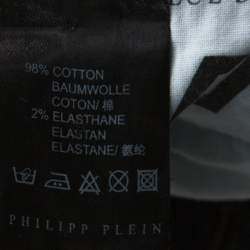 98% COTTON
BAUMWOLLE
COTON/ 棉
2% ELASTHANE
ELASTAN
ELASTANE/ 氨纶
PHILIPP PLEIN